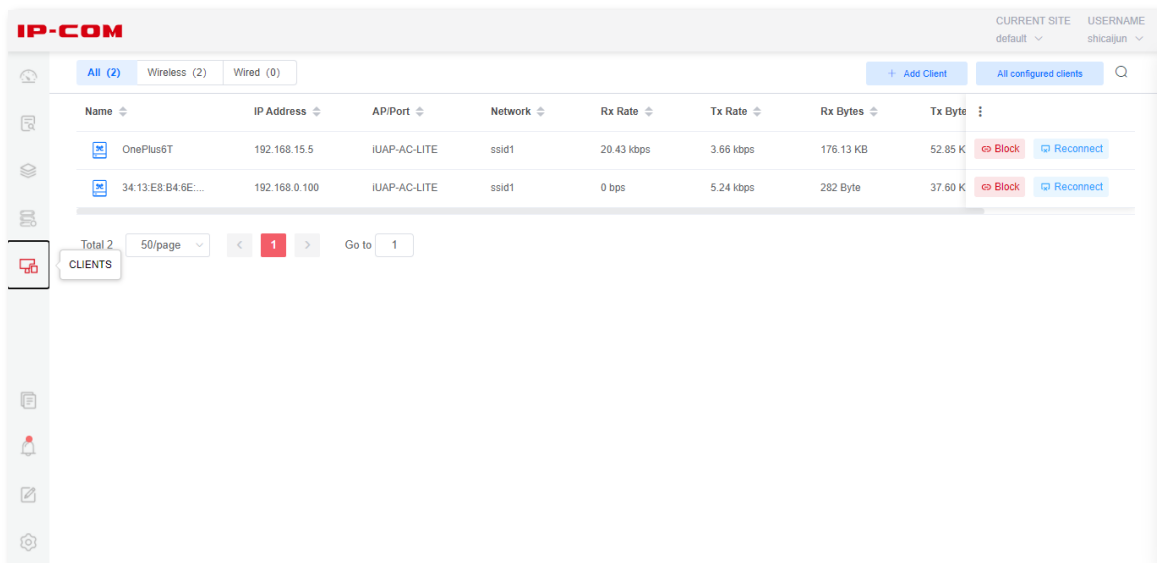 IP-COM
CURRENT SITE USERNAME
default shicaijun
All (2) Wireless (2) Wired (0) + Add Client All configured clients
Name IP Address AP/Port Network Rx Rate Tx Rate Rx Bytes Tx Byte
OnePlus6T 192.168.15.5 iUAP-AC-LITE ssid1 20.43 kbps 3.66 kbps 176.13 KB 52.85 K Block Reconnect
34:13:E8:B4:6E:... 192.168.0.100 iUAP-AC-LITE ssid1 0 bps 5.24 kbps 282 Byte 37.60 K Block Reconnect
Total 2 50/page < 1 > Go to 1
CLIENTS